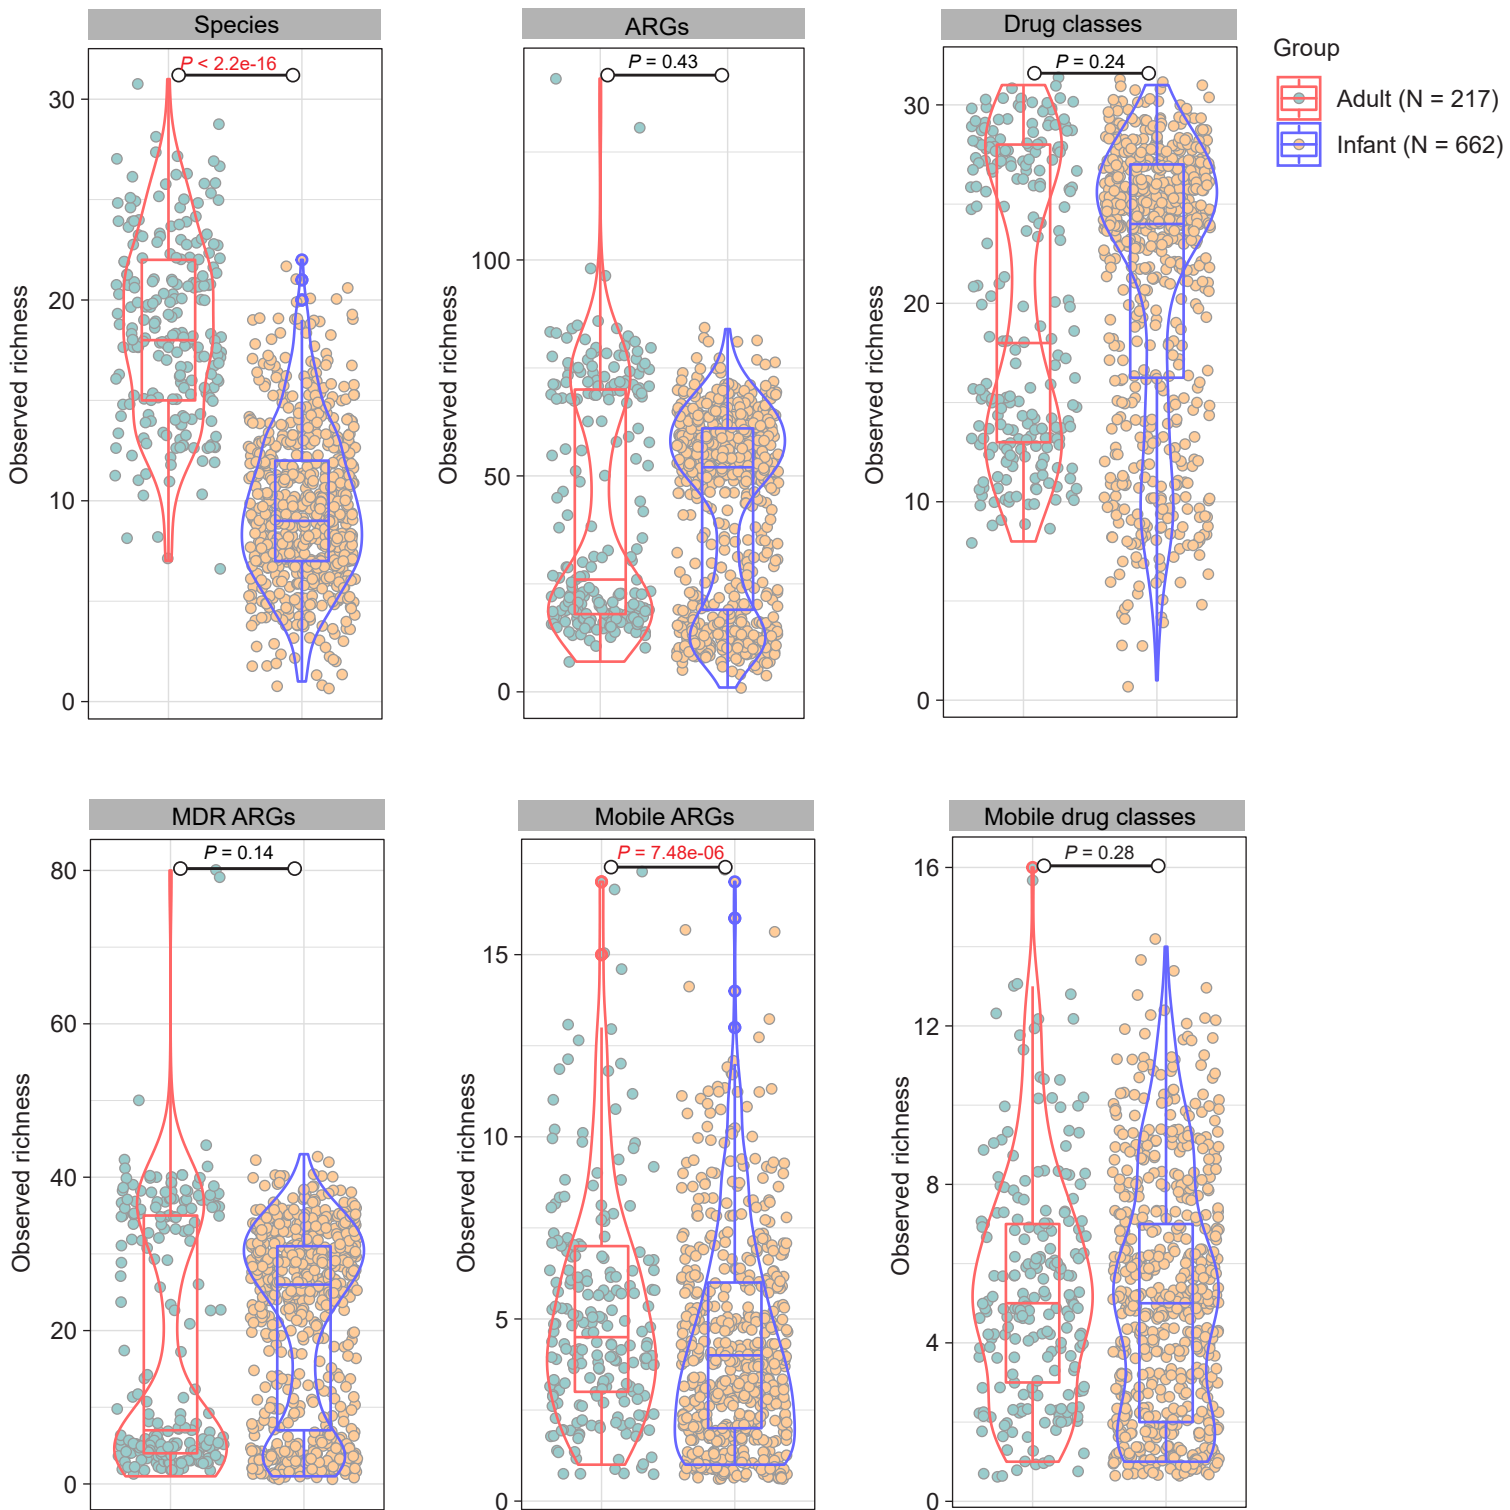 Species
ARGs
Drug classes
Group
Adult (N = 217)
Infant (N = 662)
P < 2.2e-16
P = 0.43
P = 0.24
Observed richness
30
20
10
0
Observed richness
100
50
0
Observed richness
30
20
10
0
MDR ARGs
Mobile ARGs
Mobile drug classes
P = 0.14
P = 7.48e-06
P = 0.28
Observed richness
80
60
40
20
0
Observed richness
15
10
5
0
Observed richness
16
12
8
4
0